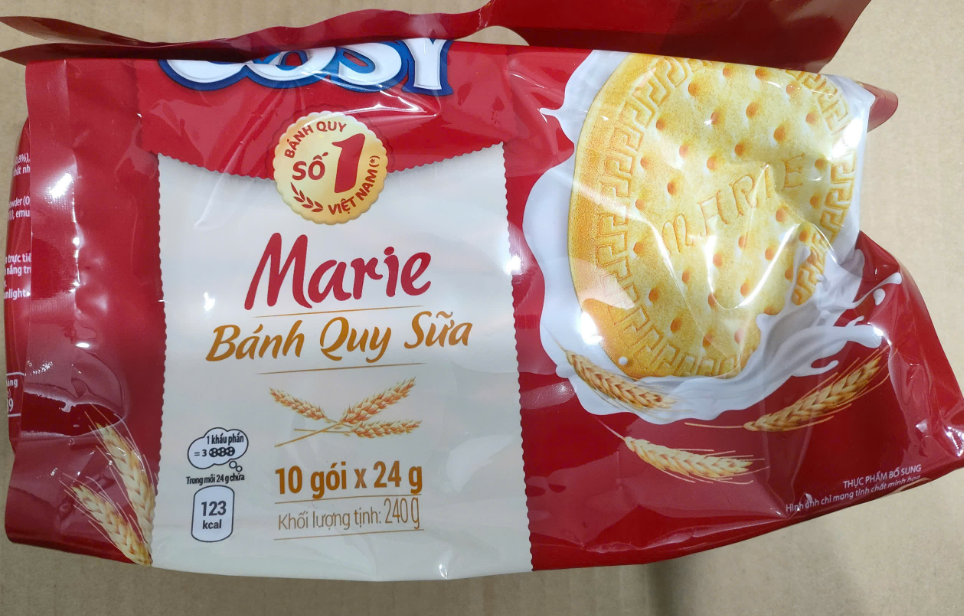 COSY
BÁNH QUY
SỐ 1
VIỆT NAM(*)
Marie
Bánh Quy Sữa
MARIE
1 khẩu phần
= 3
Trong mỗi 24 g chứa
123
kcal
10 gói x 24 g
Khối lượng tịnh: 240 g
THỰC PHẨM BỔ SUNG
Hình ảnh chỉ mang tính chất minh họa